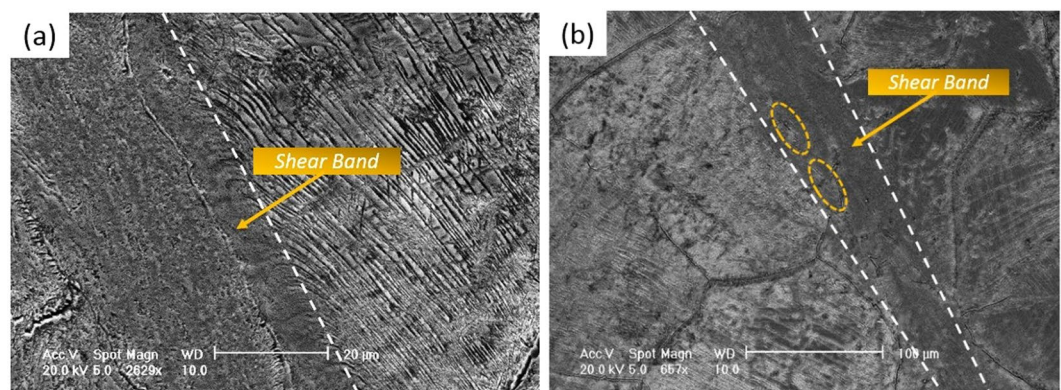 (a)
Shear Band
Acc.V Spot Magn WD
20.0 kV 5.0 2629x 10.0
20 µm
(b)
Shear Band
Acc.V Spot Magn WD
20.0 kV 5.0 657x 10.0
100 µm